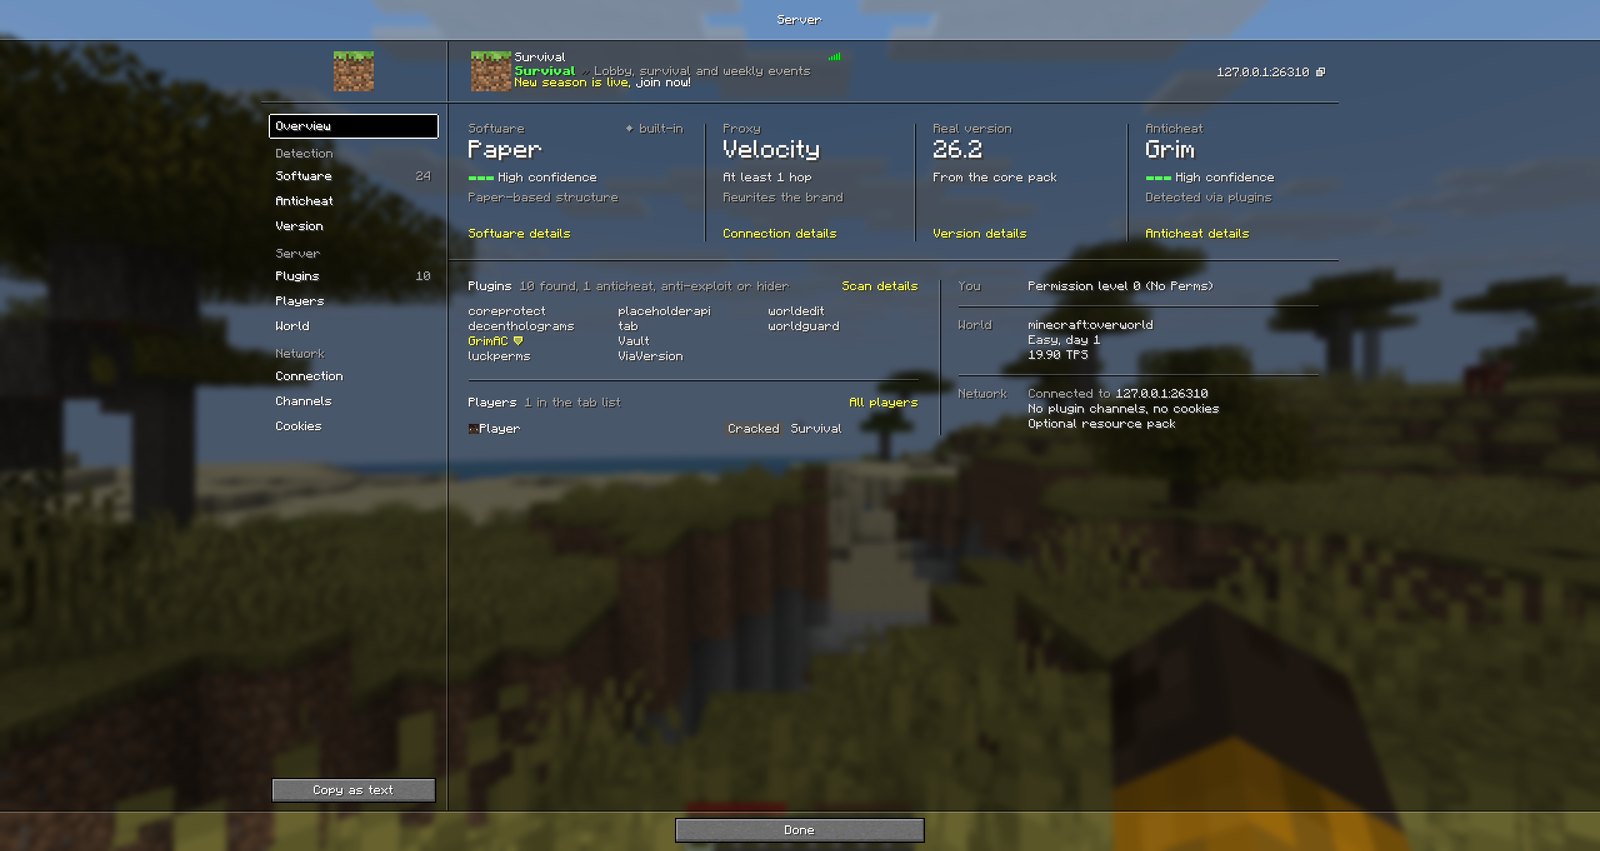 Server
Survival
Survival » Lobby, survival and weekly events
New season is live, join now!
127.0.0.1:26310
Overview
Detection
Software 24
Anticheat
Version
Server
Plugins 10
Players
World
Network
Connection
Channels
Cookies
Copy as text
Software ✦ built-in
Paper
High confidence
Paper-based structure
Software details
Proxy
Velocity
At least 1 hop
Rewrites the brand
Connection details
Real version
26.2
From the core pack
Version details
Anticheat
Grim
High confidence
Detected via plugins
Anticheat details
Plugins 10 found, 1 anticheat, anti-exploit or hider Scan details
coreprotect placeholderapi worldedit
decentholograms tab worldguard
GrimAC Vault
luckperms ViaVersion
Players 1 in the tab list All players
Player Cracked Survival
You Permission level 0 (No Perms)
World minecraft:overworld
Easy, day 1
19.90 TPS
Network Connected to 127.0.0.1:26310
No plugin channels, no cookies
Optional resource pack
Done